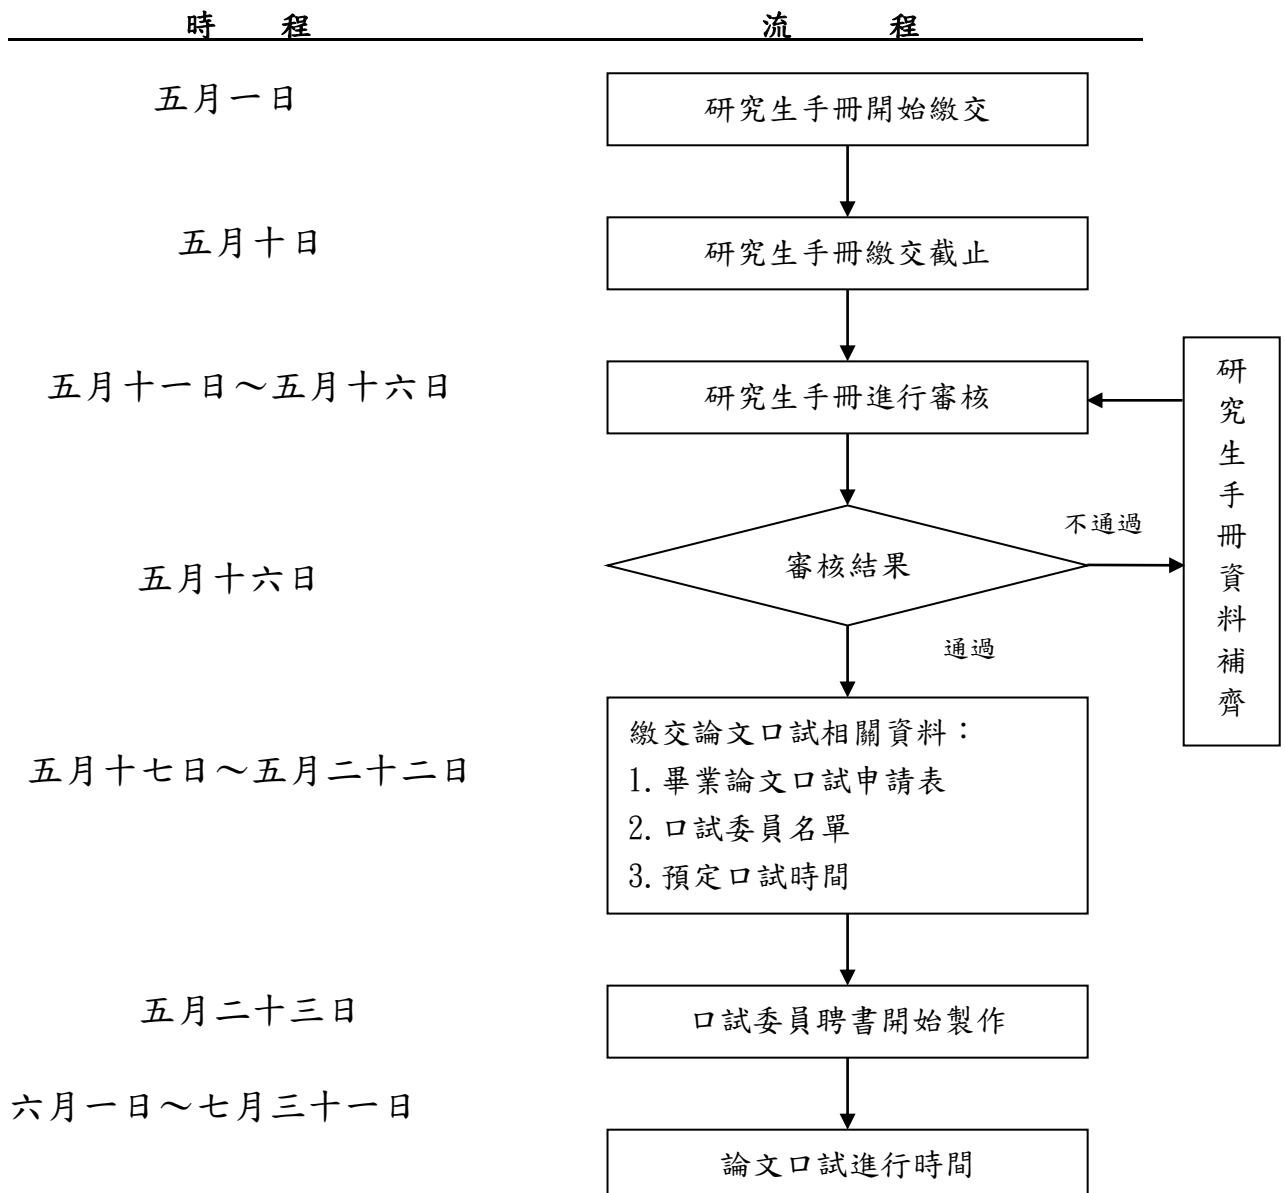 時 程 流 程
五月一日
研究生手冊開始繳交
五月十日
研究生手冊繳交截止
五月十一日～五月十六日
研究生手冊進行審核
研究生手冊資料補齊
五月十六日
審核結果
不通過
通過
五月十七日～五月二十二日
繳交論文口試相關資料：
1.畢業論文口試申請表
2.口試委員名單
3.預定口試時間
五月二十三日
口試委員聘書開始製作
六月一日～七月三十一日
論文口試進行時間